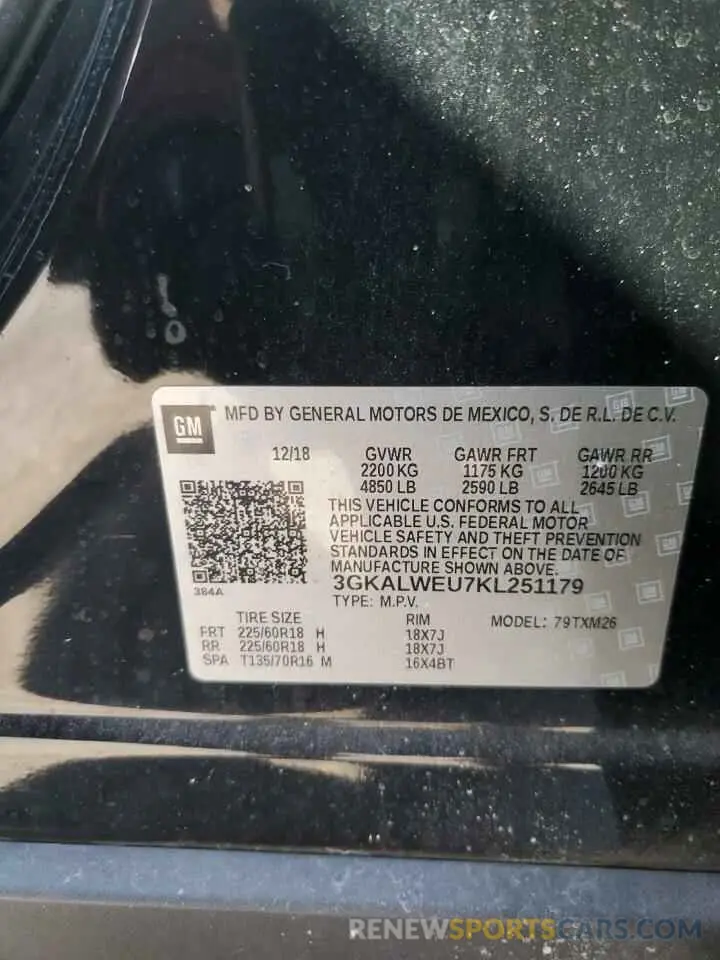 GM
MFD BY GENERAL MOTORS DE MEXICO, S. DE R.L. DE C.V.
12/18 GVWR GAWR FRT GAWR RR
2200 KG 1175 KG 1200 KG
4850 LB 2590 LB 2645 LB
THIS VEHICLE CONFORMS TO ALL
APPLICABLE U.S. FEDERAL MOTOR
VEHICLE SAFETY AND THEFT PREVENTION
STANDARDS IN EFFECT ON THE DATE OF
MANUFACTURE SHOWN ABOVE.
384A 3GKALWEU7KL251179
TYPE: M.P.V.
TIRE SIZE RIM MODEL: 79TXM26
FRT 225/60R18 H 18X7J
RR 225/60R18 H 18X7J
SPA T135/70R16 M 16X4BT
RENEWSPORTSCARS.COM